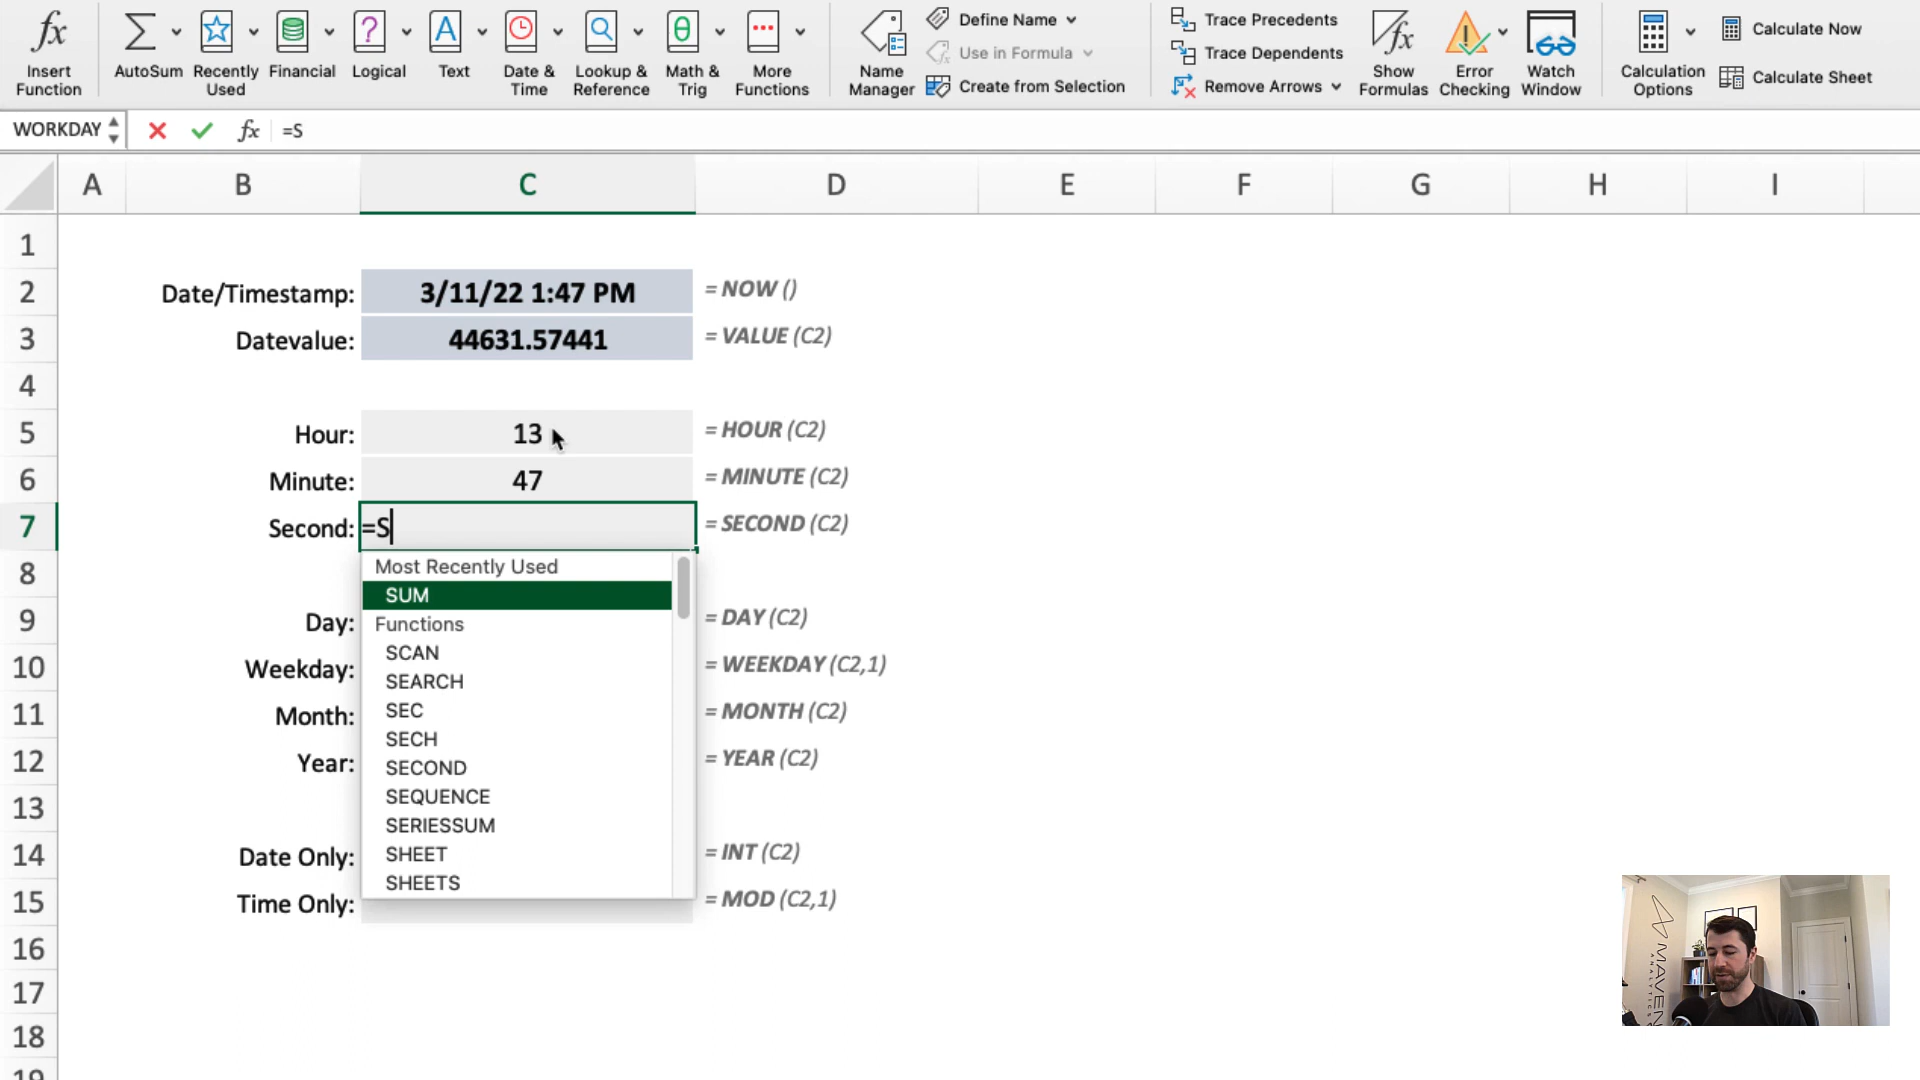 Insert Function
AutoSum
Recently Used
Financial
Logical
Text
Date & Time
Lookup & Reference
Math & Trig
More Functions
Name Manager
Define Name
Use in Formula
Create from Selection
Trace Precedents
Trace Dependents
Remove Arrows
Show Formulas
Error Checking
Watch Window
Calculation Options
Calculate Now
Calculate Sheet
WORKDAY fx =S
A B C D E F G H I
1
2 Date/Timestamp: 3/11/22 1:47 PM = NOW ()
3 Datevalue: 44631.57441 = VALUE (C2)
4
5 Hour: 13 = HOUR (C2)
6 Minute: 47 = MINUTE (C2)
7 Second: =S = SECOND (C2)
Most Recently Used
8
SUM
Functions
9 Day: = DAY (C2)
SCAN
10 Weekday: = WEEKDAY (C2,1)
SEARCH
SEC
11 Month: = MONTH (C2)
SECH
12 Year: = YEAR (C2)
SECOND
SEQUENCE
13
SERIESSUM
14 Date Only: = INT (C2)
SHEET
SHEETS
15 Time Only: = MOD (C2,1)
16
17
18
19
MAVEN
ANALYTICS